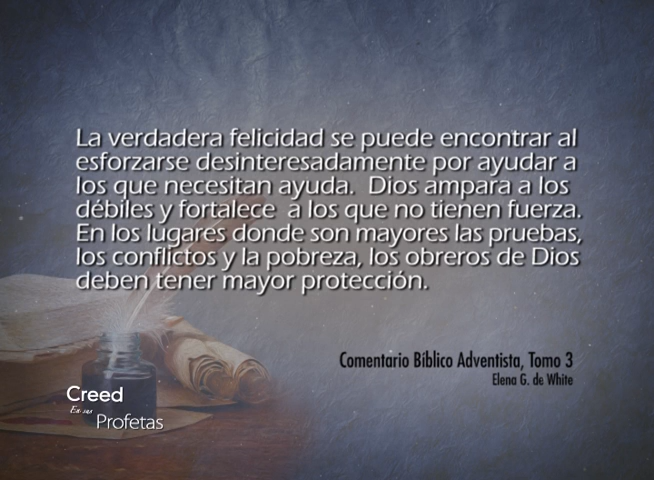 La verdadera felicidad se puede encontrar al
esforzarse desinteresadamente por ayudar a
los que necesitan ayuda.  Dios ampara a los
débiles y fortalece  a los que no tienen fuerza.
En los lugares donde son mayores las pruebas,
los conflictos y la pobreza, los obreros de Dios
deben tener mayor protección.
Comentario Bíblico Adventista, Tomo 3
Elena G. de White
Creed
En sus
Profetas